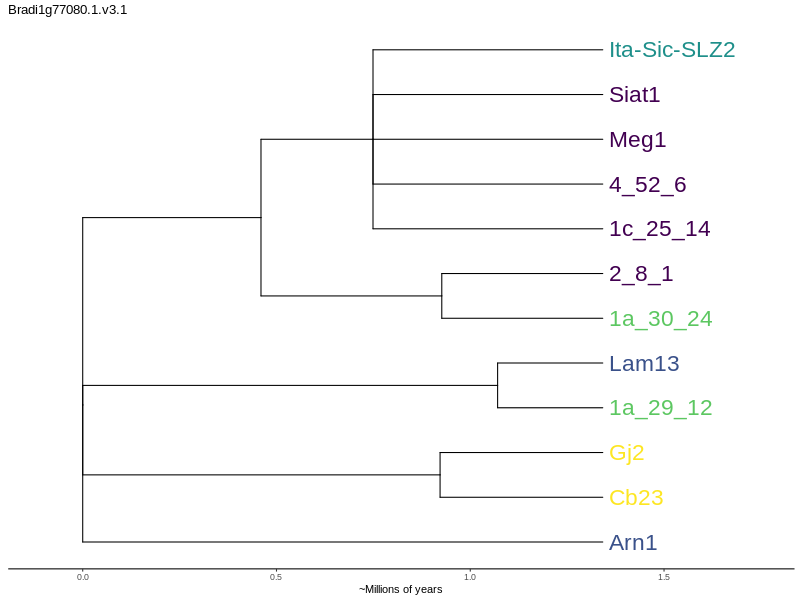 Bradi1g77080.1.v3.1
Ita-Sic-SLZ2
Siat1
Meg1
4_52_6
1c_25_14
2_8_1
1a_30_24
Lam13
1a_29_12
Gj2
Cb23
Arn1
0.0 0.5 1.0 1.5
~Millions of years